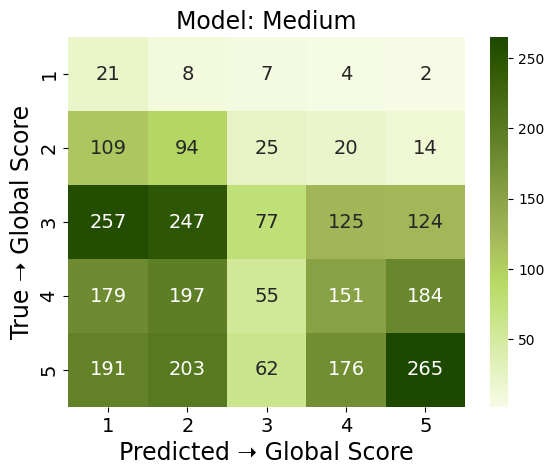 Model: Medium
True → Global Score
1 21 8 7 4 2
2 109 94 25 20 14
3 257 247 77 125 124
4 179 197 55 151 184
5 191 203 62 176 265
1 2 3 4 5
Predicted → Global Score
250
200
150
100
50